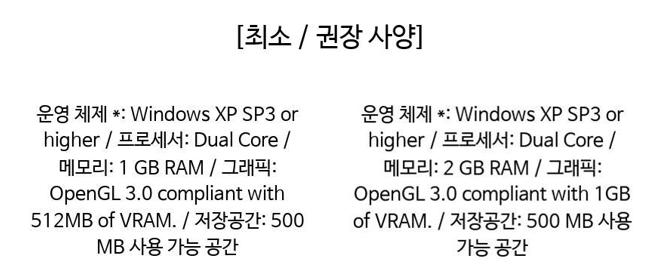 [최소 / 권장 사양]
운영 체제 *: Windows XP SP3 or
higher / 프로세서: Dual Core /
메모리: 1 GB RAM / 그래픽:
OpenGL 3.0 compliant with
512MB of VRAM. / 저장공간: 500
MB 사용 가능 공간
운영 체제 *: Windows XP SP3 or
higher / 프로세서: Dual Core /
메모리: 2 GB RAM / 그래픽:
OpenGL 3.0 compliant with 1GB
of VRAM. / 저장공간: 500 MB 사용
가능 공간